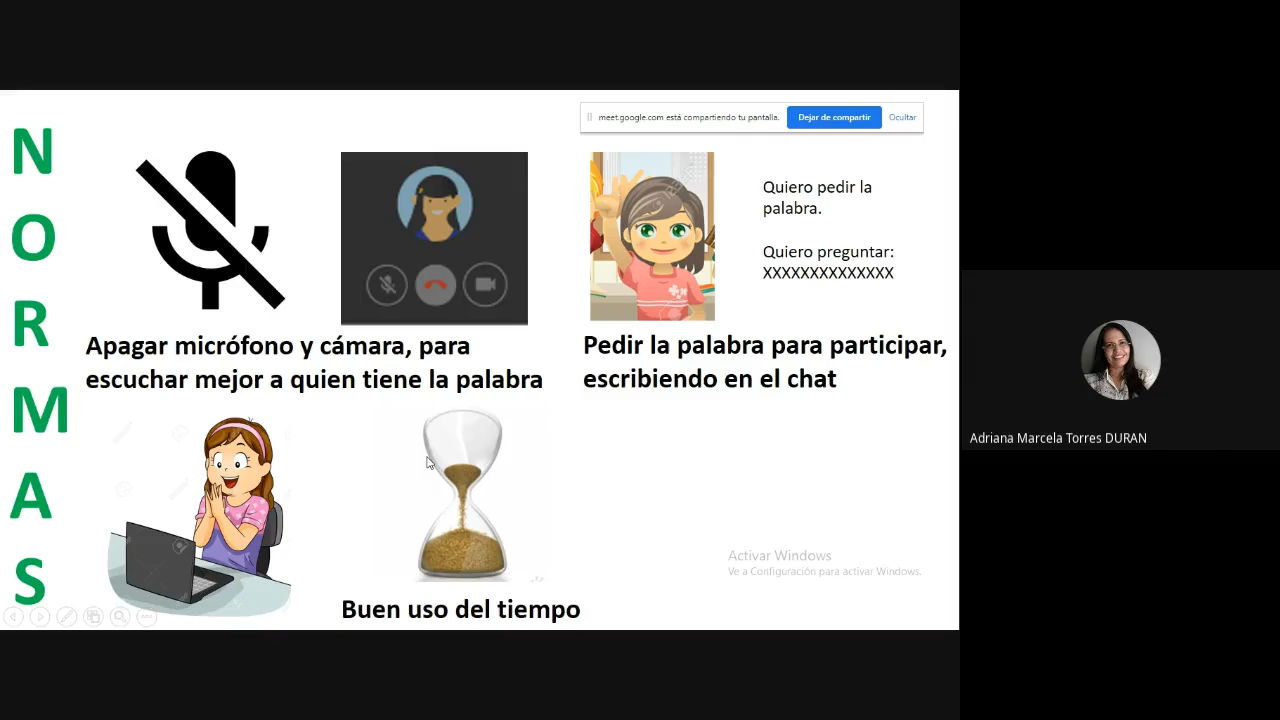 NORMAS
meet.google.com está compartiendo tu pantalla.
Dejar de compartir
Ocultar
Quiero pedir la
palabra.
Quiero preguntar:
XXXXXXXXXXXXXX
Apagar micrófono y cámara, para
escuchar mejor a quien tiene la palabra
Pedir la palabra para participar,
escribiendo en el chat
Buen uso del tiempo
Activar Windows
Ve a Configuración para activar Windows.
Adriana Marcela Torres DURAN